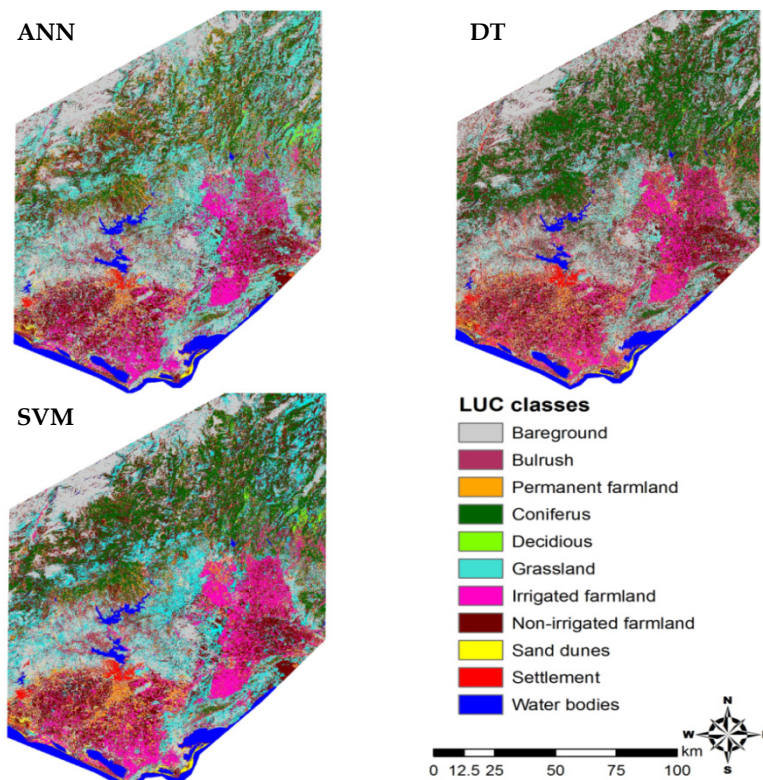 ANN
DT
SVM
LUC classes
Bareground
Bulrush
Permanent farmland
Coniferus
Decidious
Grassland
Irrigated farmland
Non-irrigated farmland
Sand dunes
Settlement
Water bodies
N
W
S
km
0 12.5 25 50 75 100